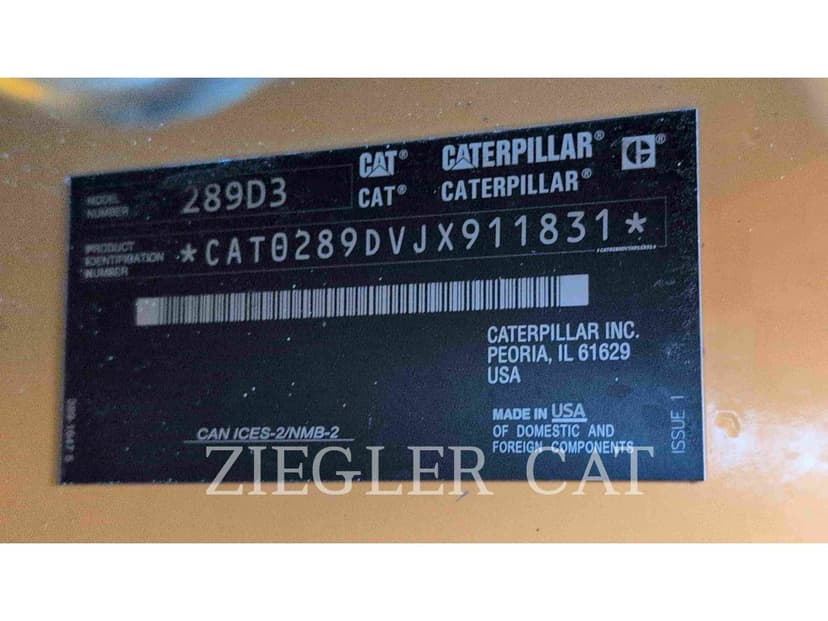 CAT® CATERPILLAR® C®
MODEL NUMBER 289D3
CAT® CATERPILLAR®
PRODUCT IDENTIFICATION NUMBER *CAT0289DVJX911831*
CATERPILLAR INC.
PEORIA, IL 61629
USA
MADE IN USA
OF DOMESTIC AND
FOREIGN COMPONENTS
CAN ICES-2/NMB-2
ISSUE 1
ZIEGLER CAT